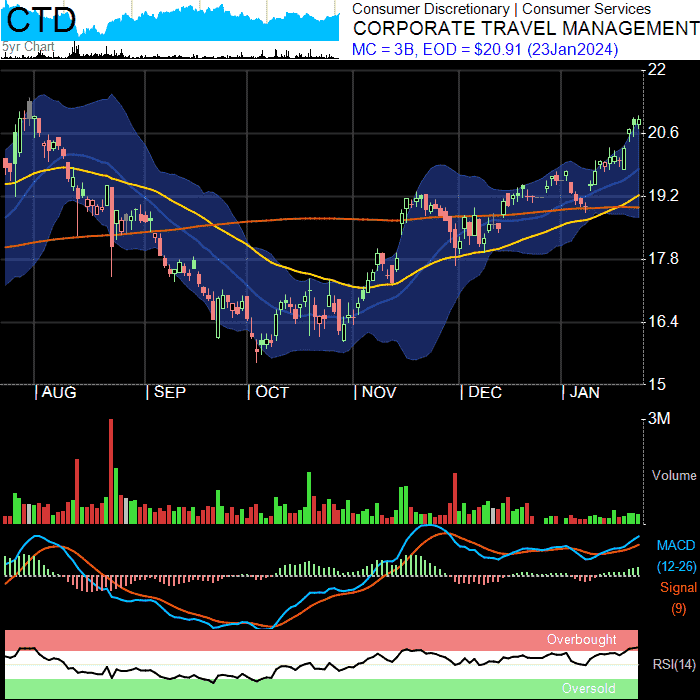 CTD
5yr Chart
Consumer Discretionary | Consumer Services
CORPORATE TRAVEL MANAGEMENT
MC = 3B, EOD = $20.91 (23Jan2024)
22
20.6
19.2
17.8
16.4
15
| AUG | SEP | OCT | NOV | DEC | JAN
3M
Volume
MACD
(12-26)
Signal
(9)
Overbought
RSI(14)
Oversold